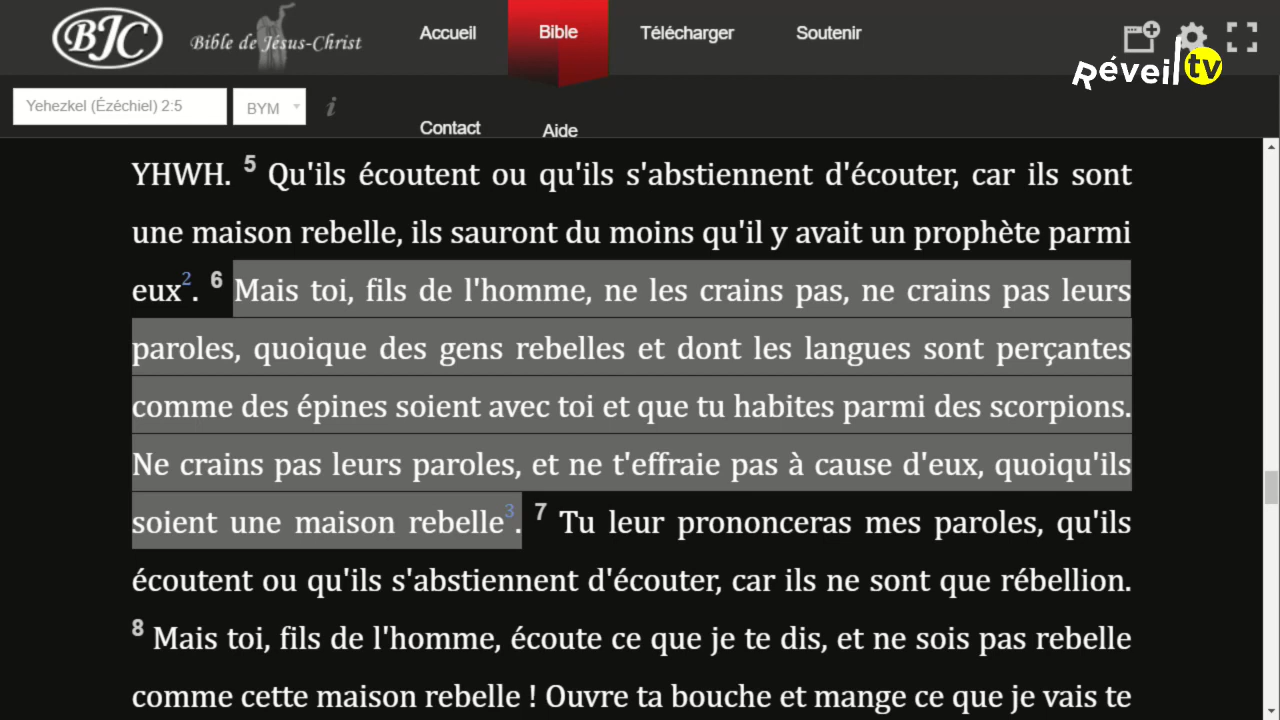 BJC
Bible de Jésus-Christ
Accueil
Bible
Télécharger
Soutenir
Réveil tv
Yehezkel (Ézéchiel) 2:5
BYM
i
Contact
Aide
YHWH. 5 Qu'ils écoutent ou qu'ils s'abstiennent d'écouter, car ils sont
une maison rebelle, ils sauront du moins qu'il y avait un prophète parmi
eux2. 6 Mais toi, fils de l'homme, ne les crains pas, ne crains pas leurs
paroles, quoique des gens rebelles et dont les langues sont perçantes
comme des épines soient avec toi et que tu habites parmi des scorpions.
Ne crains pas leurs paroles, et ne t'effraie pas à cause d'eux, quoiqu'ils
soient une maison rebelle3. 7 Tu leur prononceras mes paroles, qu'ils
écoutent ou qu'ils s'abstiennent d'écouter, car ils ne sont que rébellion.
8 Mais toi, fils de l'homme, écoute ce que je te dis, et ne sois pas rebelle
comme cette maison rebelle ! Ouvre ta bouche et mange ce que je vais te